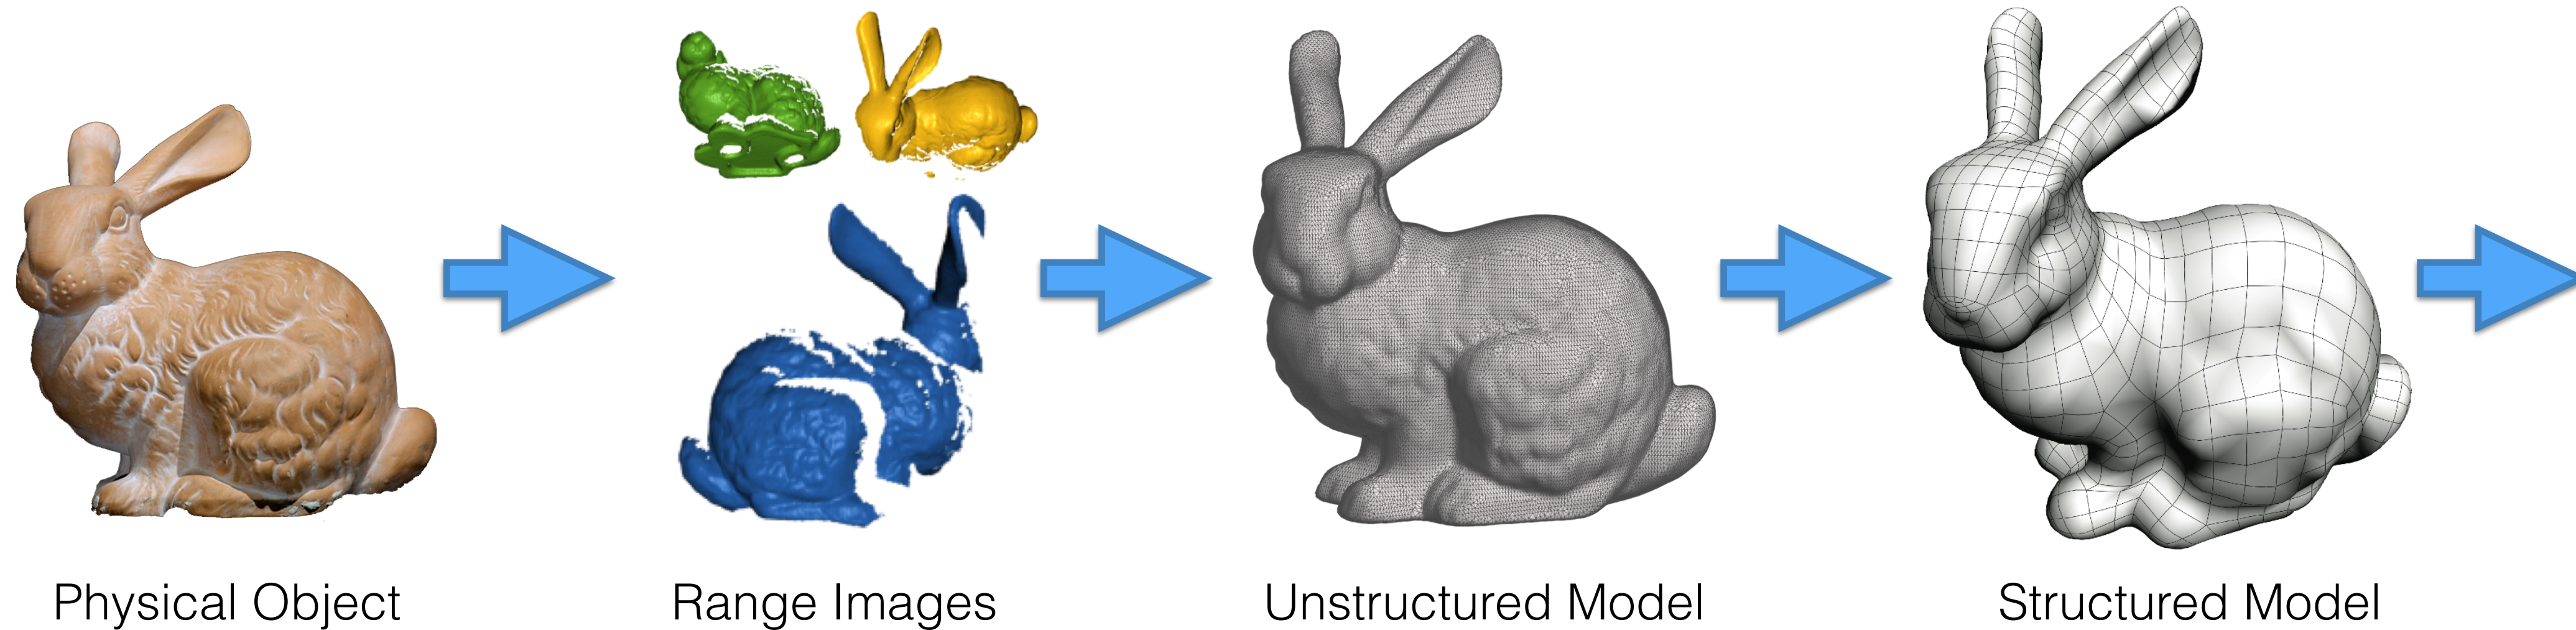 Physical Object
Range Images
Unstructured Model
Structured Model